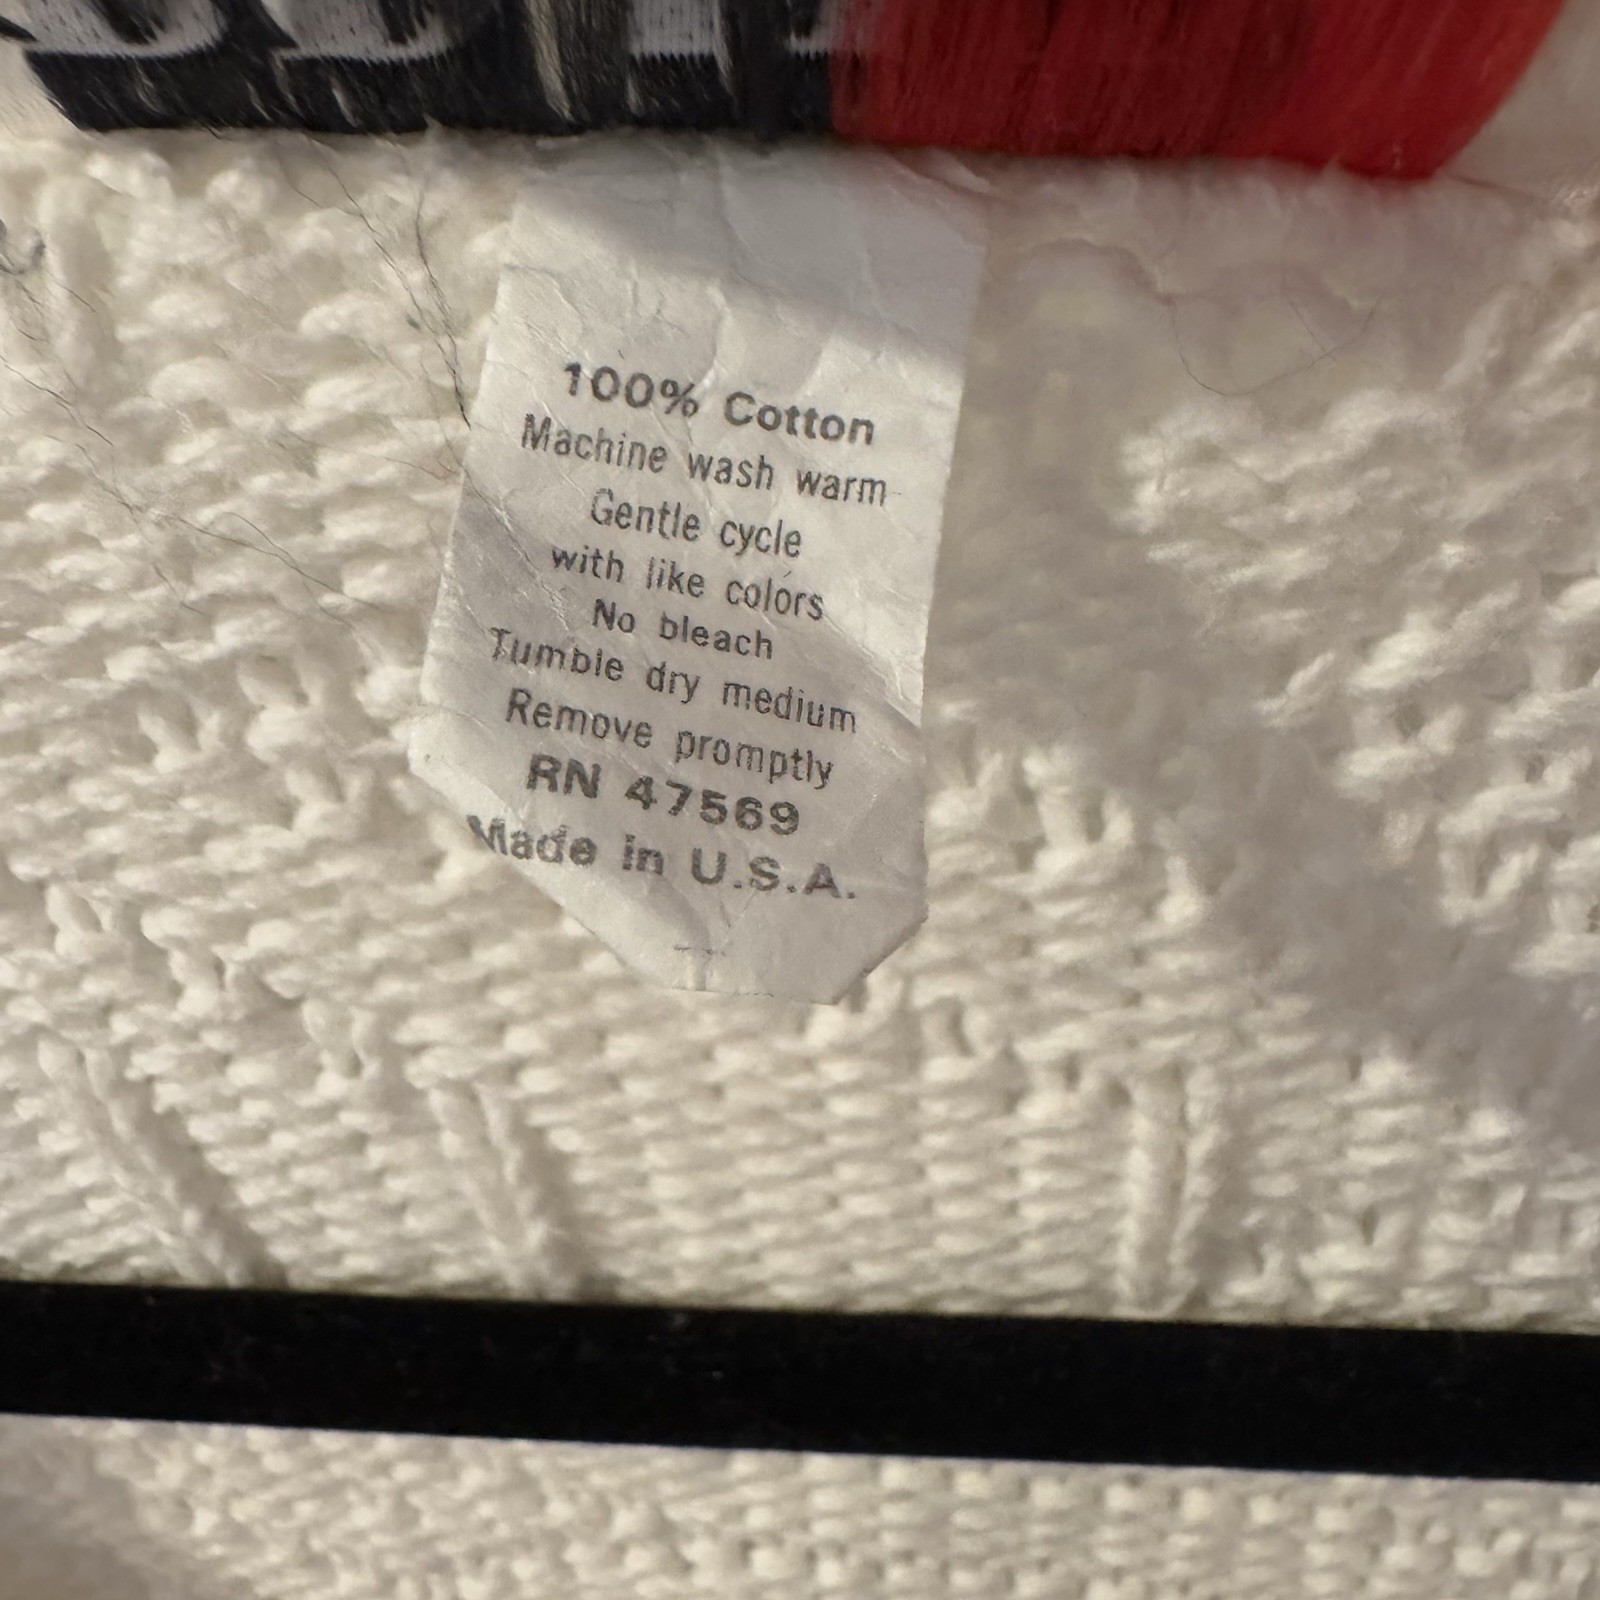 100% Cotton
Machine wash warm
Gentle cycle
with like colors
No bleach
Tumble dry medium
Remove promptly
RN 47569
Made in U.S.A.